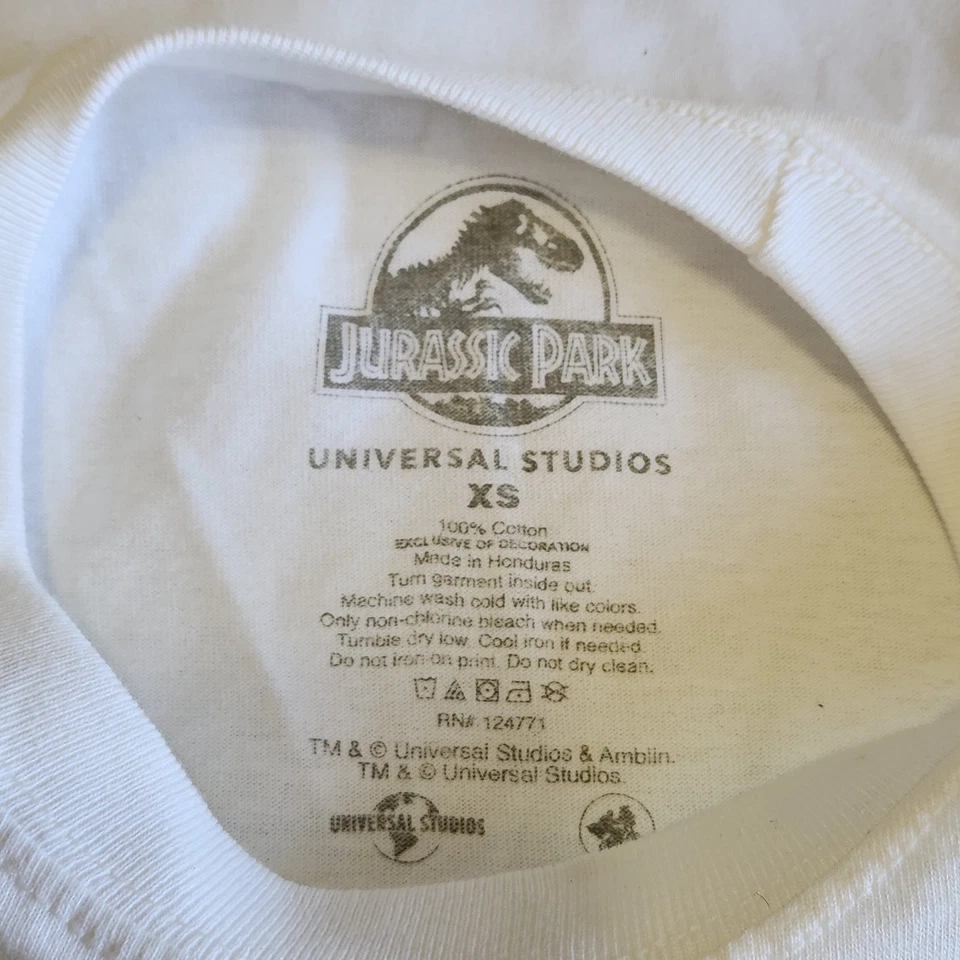 JURASSIC PARK
UNIVERSAL STUDIOS
XS
100% Cotton
EXCLUSIVE OF DECORATION
Made in Honduras
Turn garment inside out.
Machine wash cold with like colors.
Only non-chlorine bleach when needed.
Tumble dry low. Cool iron if needed.
Do not iron on print. Do not dry clean.
RN# 124771
TM & © Universal Studios & Amblin.
TM & © Universal Studios.
UNIVERSAL STUDIOS